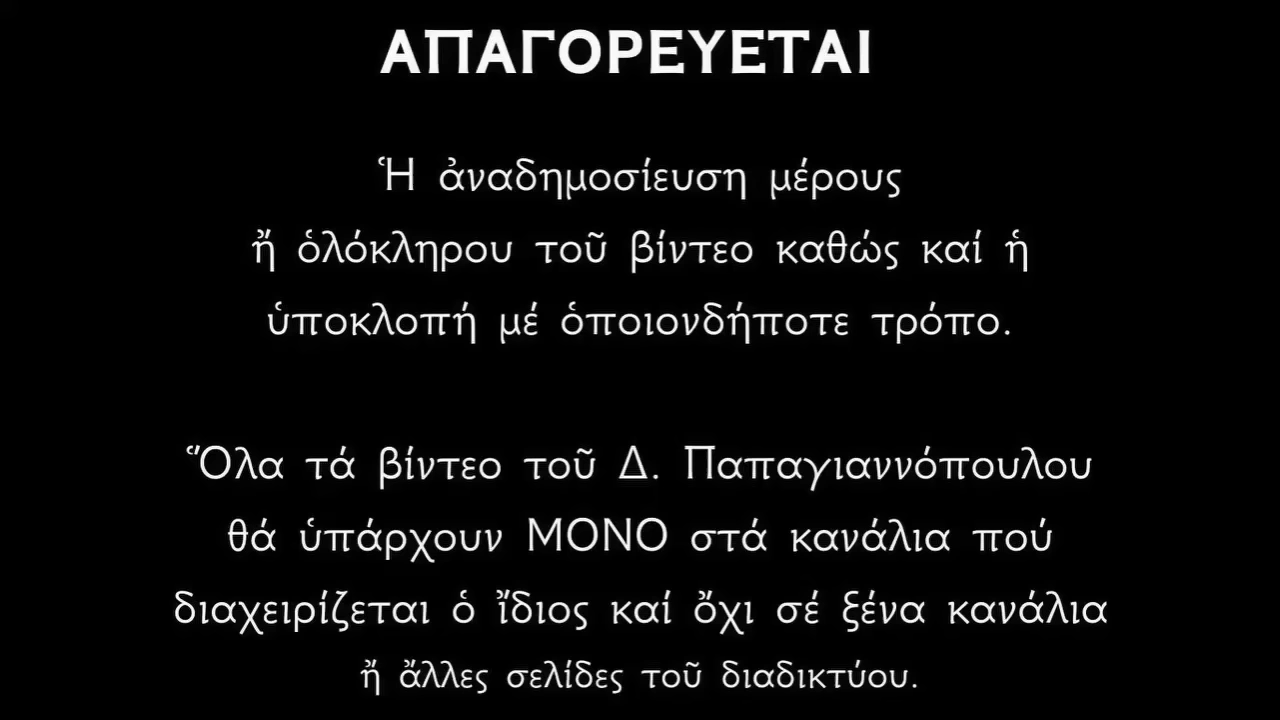 ΑΠΑΓΟΡΕΥΕΤΑΙ
Ἡ ἀναδημοσίευση μέρους
ἤ ὁλόκληρου τοῦ βίντεο καθώς καί ἡ
ὑποκλοπή μέ ὁποιονδήποτε τρόπο.
Ὅλα τά βίντεο τοῦ Δ. Παπαγιαννόπουλου
θά ὑπάρχουν ΜΟΝΟ στά κανάλια πού
διαχειρίζεται ὁ ἴδιος καί ὄχι σέ ξένα κανάλια
ἤ ἄλλες σελίδες τοῦ διαδικτύου.